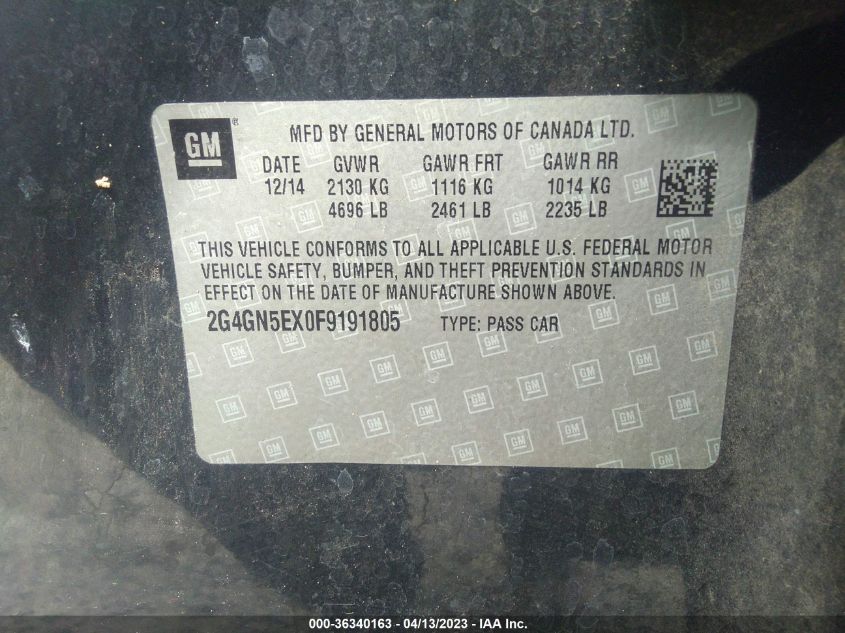 GM ®
MFD BY GENERAL MOTORS OF CANADA LTD.
DATE GVWR GAWR FRT GAWR RR
12/14 2130 KG 1116 KG 1014 KG
4696 LB 2461 LB 2235 LB
THIS VEHICLE CONFORMS TO ALL APPLICABLE U.S. FEDERAL MOTOR
VEHICLE SAFETY, BUMPER, AND THEFT PREVENTION STANDARDS IN
EFFECT ON THE DATE OF MANUFACTURE SHOWN ABOVE.
2G4GN5EX0F9191805 TYPE: PASS CAR
000-36340163 - 04/13/2023 - IAA Inc.